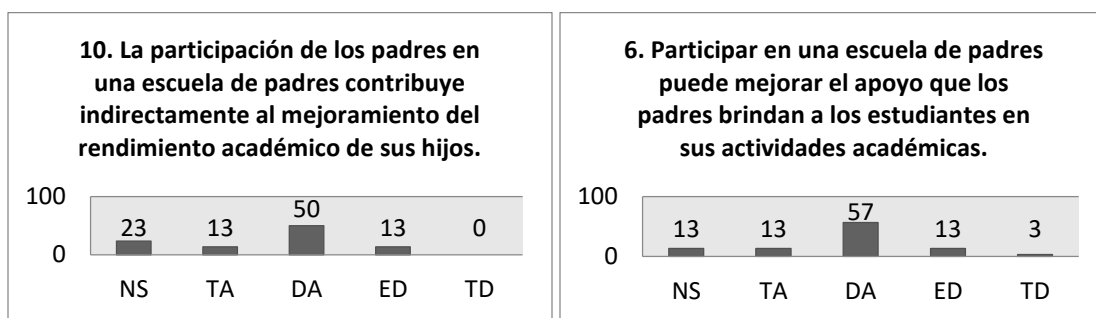 10. La participación de los padres en
una escuela de padres contribuye
indirectamente al mejoramiento del
rendimiento académico de sus hijos.
100
50
23 13 13 0
0
NS TA DA ED TD
6. Participar en una escuela de padres
puede mejorar el apoyo que los
padres brindan a los estudiantes en
sus actividades académicas.
100
57
13 13 13 3
0
NS TA DA ED TD